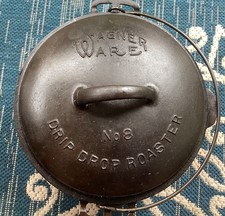 WAGNER
WARE
No 8
DRIP DROP ROASTER